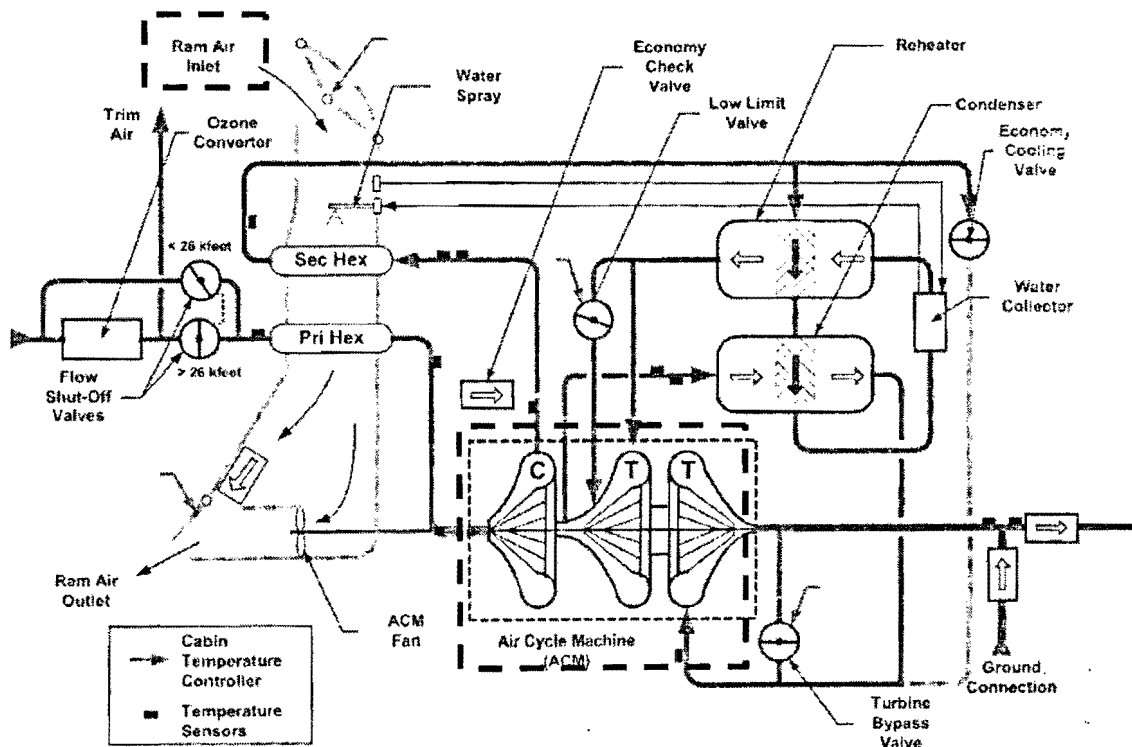 Ram Air
Inlet
Trim
Air
Ozone
Convertor
Water
Spray
Economy
Check
Valve
Low Limit
Valve
Reheater
Condenser
Economy
Cooling
Valve
< 26 kfeet
Sec Hex
Pri Hex
> 26 kfeet
Flow
Shut-Off
Valves
Water
Collector
C
T
T
Ram Air
Outlet
ACM
Fan
Air Cycle Machine
(ACM)
Ground
Connection
Turbine
Bypass
Valve
Cabin
Temperature
Controller
Temperature
Sensors